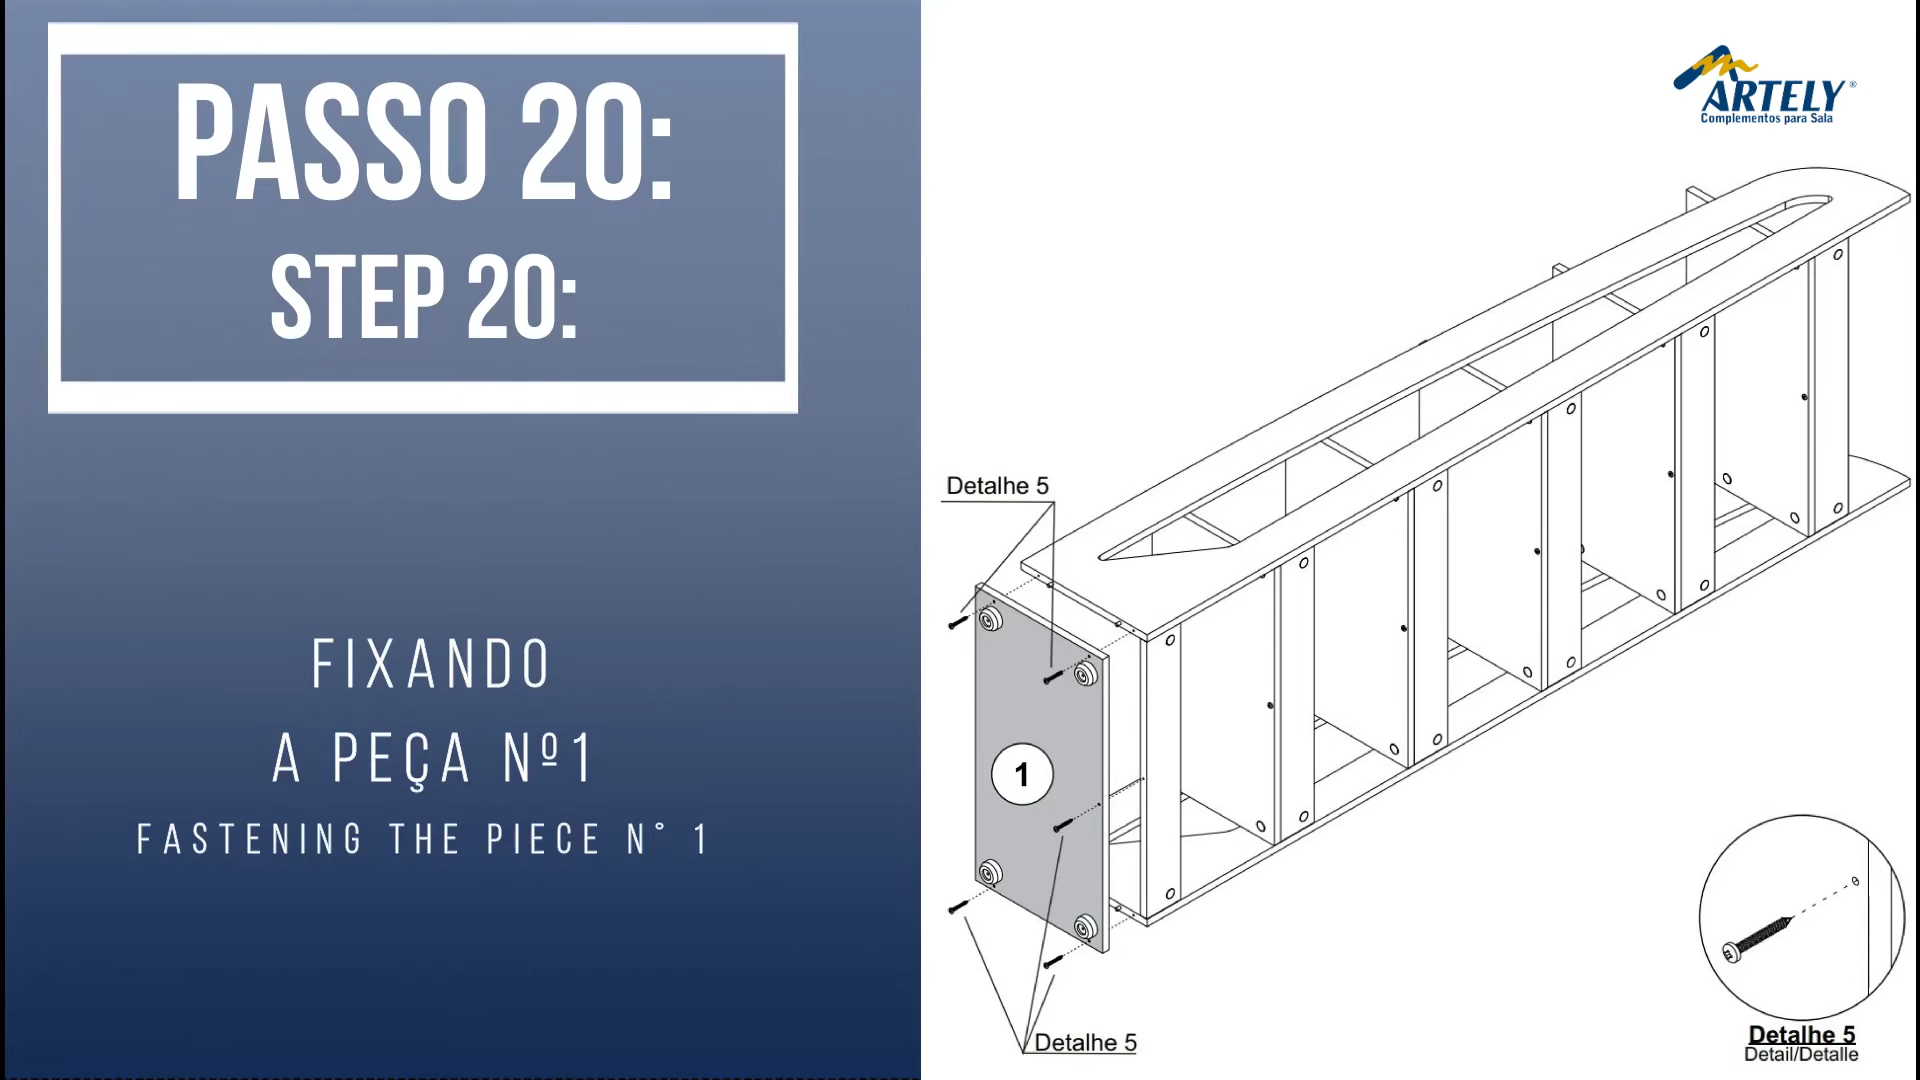 PASSO 20:
STEP 20:
FIXANDO
A PEÇA Nº1
FASTENING THE PIECE N° 1
ARTELY®
Complementos para Sala
Detalhe 5
1
Detalhe 5
Detalhe 5
Detail/Detalle